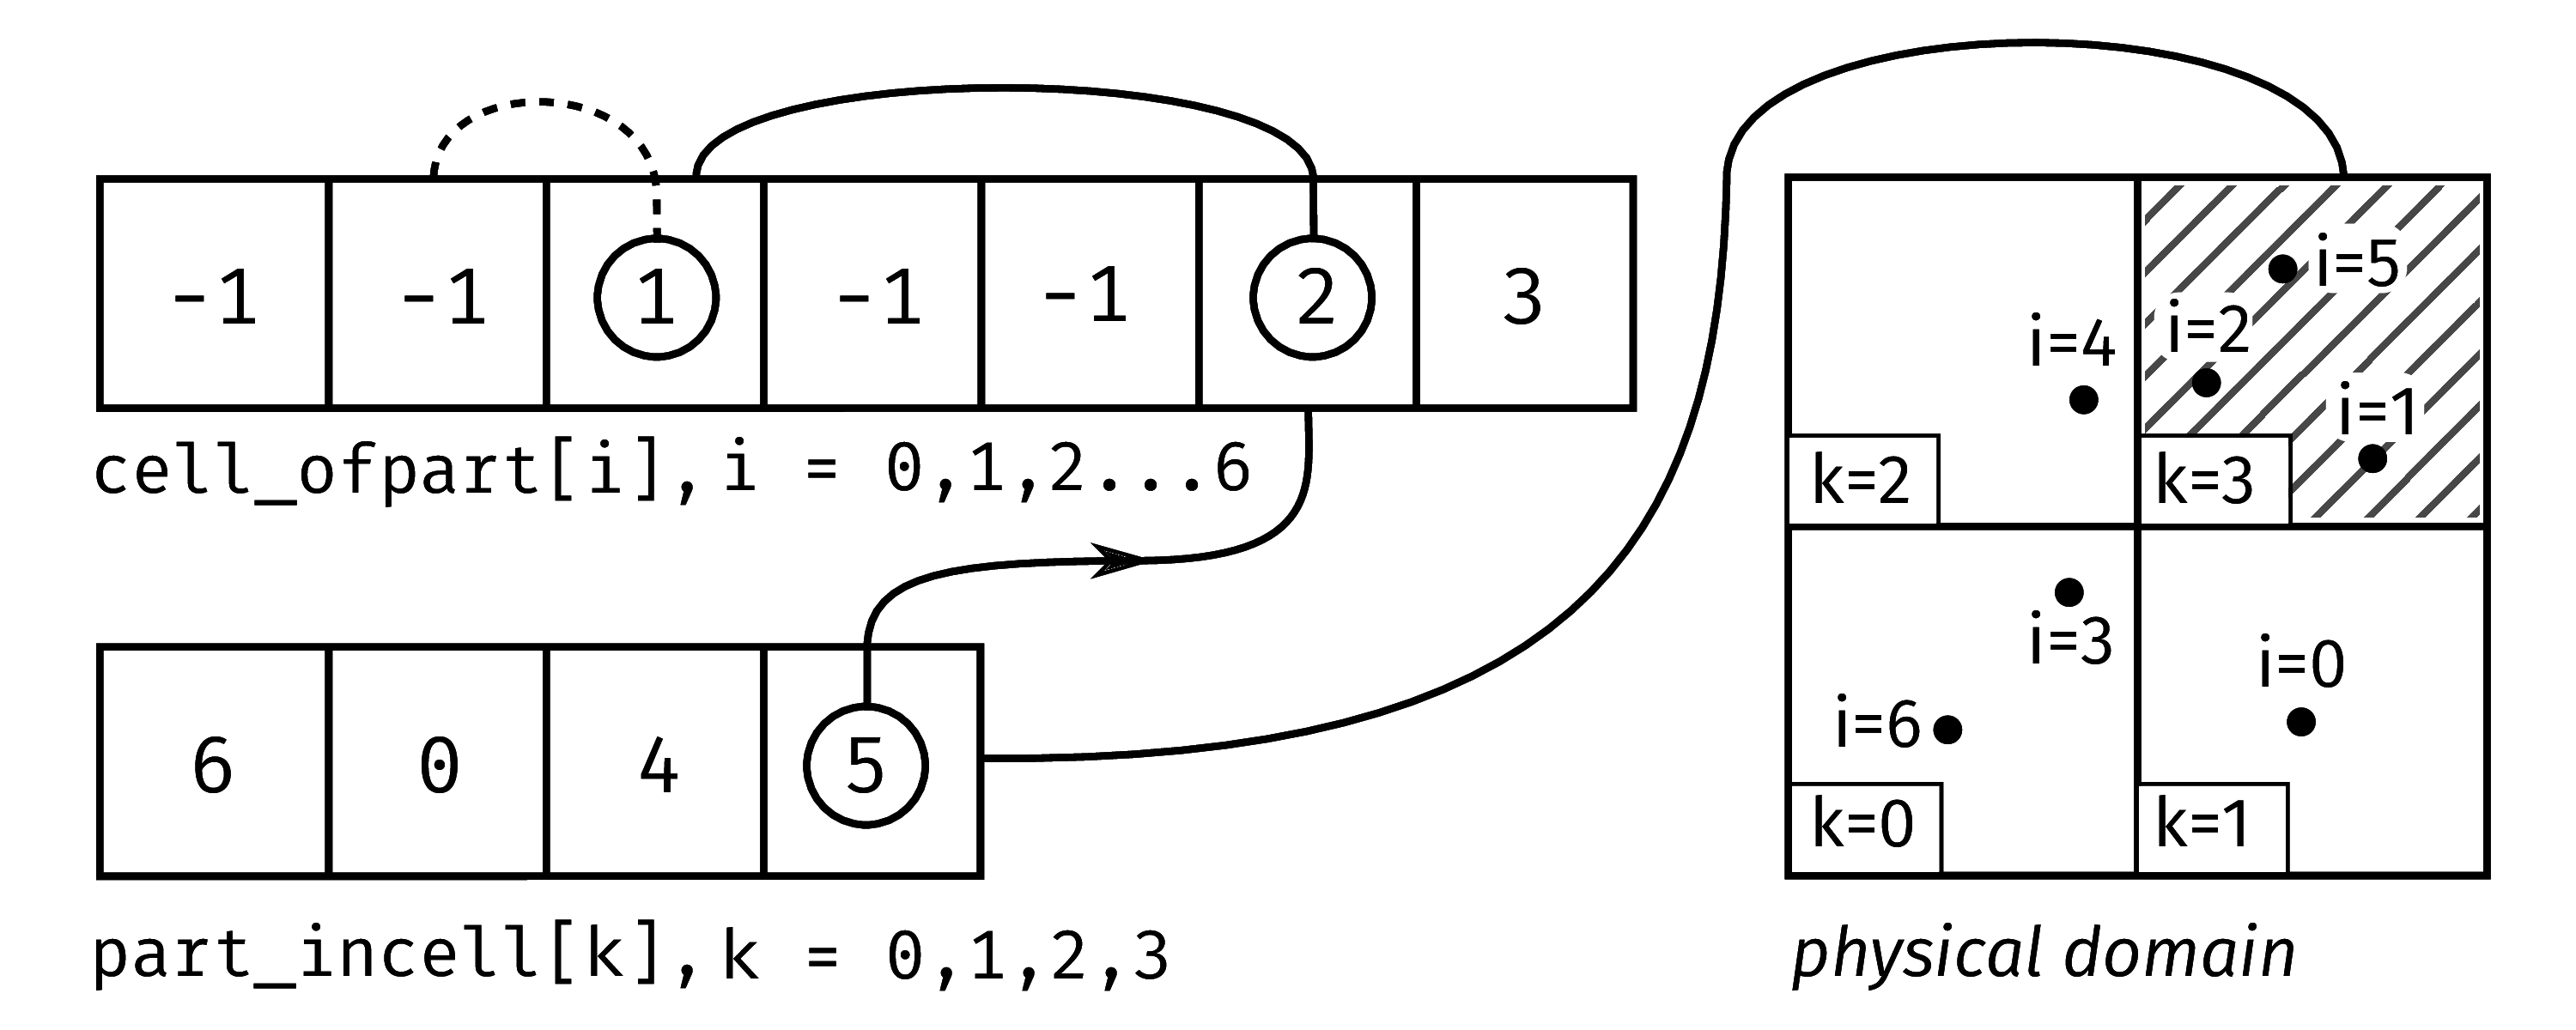 -1 -1 1 -1 -1 2 3
cell_ofpart[i], i = 0,1,2...6
6 0 4 5
part_incell[k], k = 0,1,2,3
i=5
i=2
i=4
i=1
k=2
k=3
i=3
i=0
i=6
k=0
k=1
physical domain